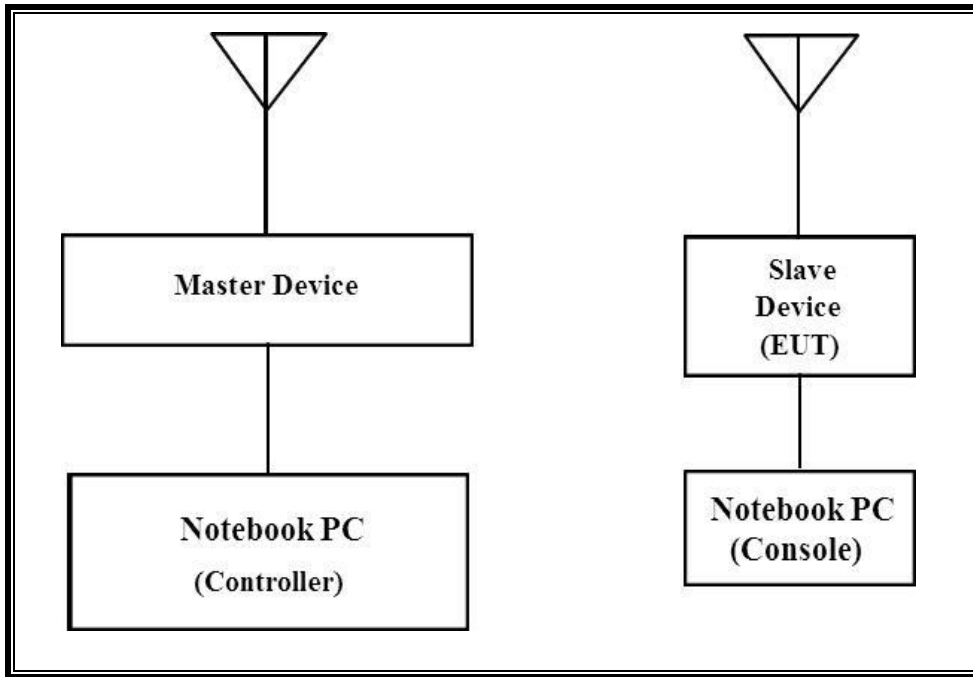 Master Device
Notebook PC
(Controller)
Slave
Device
(EUT)
Notebook PC
(Console)